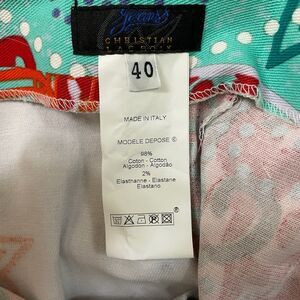 Jeans
CHRISTIAN
LACROIX
40
MADE IN ITALY
MODELE DEPOSE ©
98%
Coton - Cotton
Algodon - Algodão
2%
Elasthanne - Elastane
Elastano
®